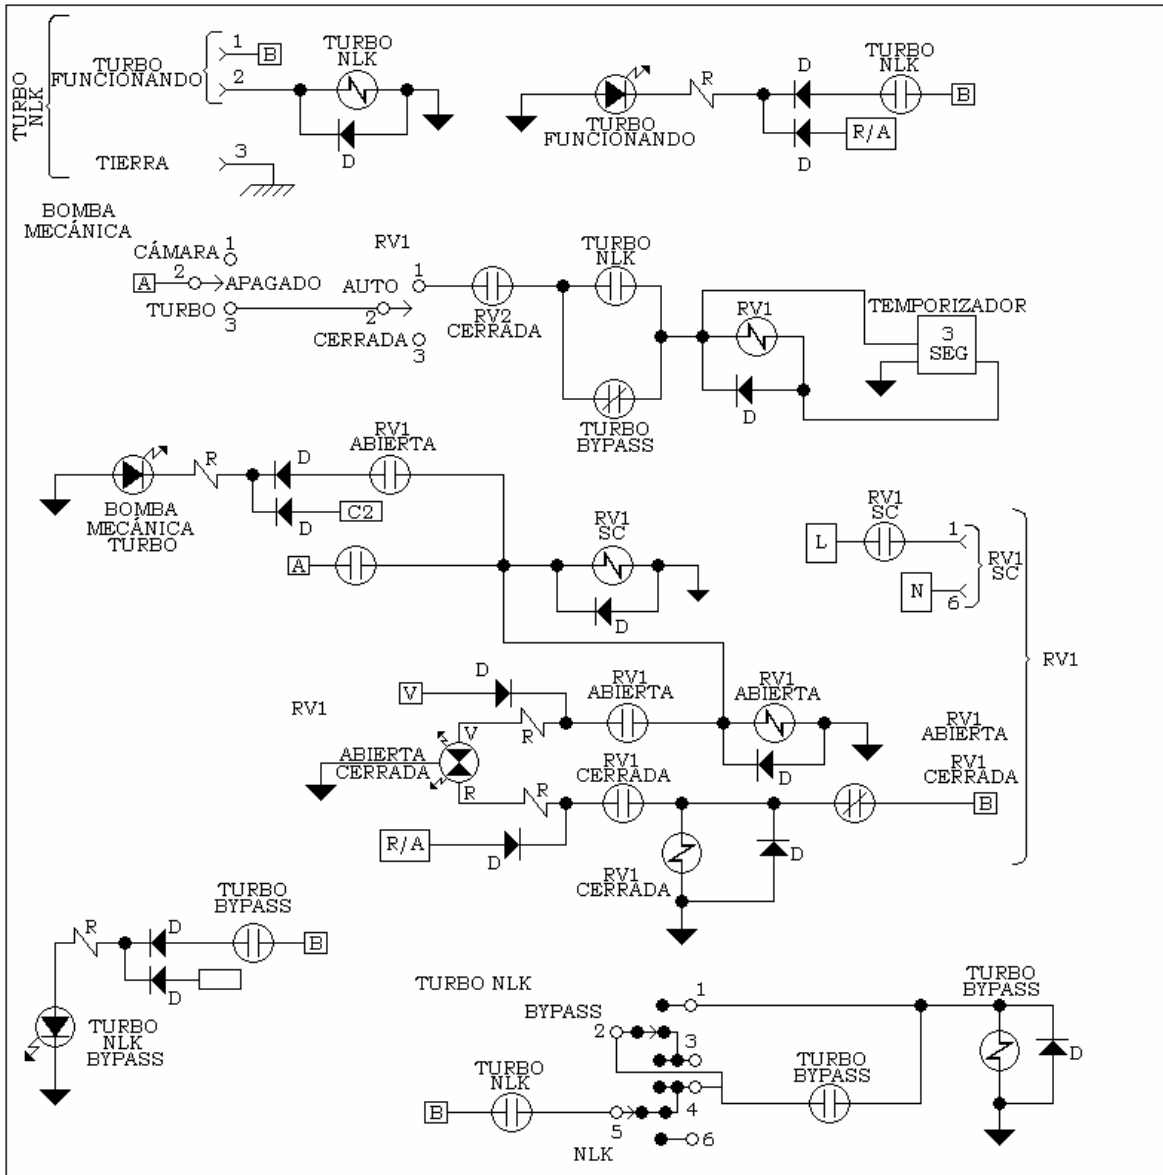 TURBO
NLK
TURBO
FUNCIONANDO
1
B
2
TURBO
NLK
D
TIERRA
3
TURBO
FUNCIONANDO
R
D
D
TURBO
NLK
B
R/A
BOMBA
MECÁNICA
CÁMARA
1
A
2
APAGADO
TURBO
3
RV1
AUTO
1
2
CERRADA
3
RV2
CERRADA
TURBO
NLK
TURBO
BYPASS
RV1
D
TEMPORIZADOR
3
SEG
BOMBA
MECÁNICA
TURBO
R
D
D
C2
RV1
ABIERTA
A
RV1
SC
D
L
RV1
SC
1
N
6
RV1
SC
RV1
RV1
V
D
ABIERTA
CERRADA
V
R
R
R
RV1
ABIERTA
RV1
ABIERTA
D
RV1
CERRADA
R/A
D
RV1
CERRADA
D
RV1
ABIERTA
RV1
CERRADA
B
TURBO
BYPASS
R
D
D
B
TURBO
NLK
BYPASS
TURBO NLK
BYPASS
1
2
3
TURBO
NLK
B
5
4
6
NLK
TURBO
BYPASS
TURBO
BYPASS
D